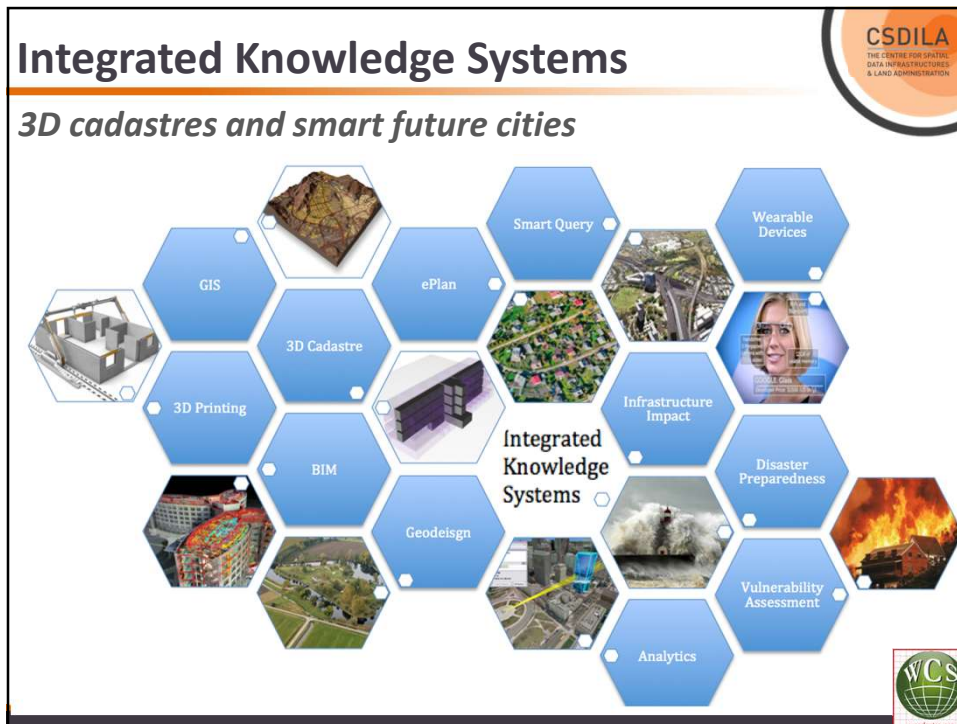 Integrated Knowledge Systems
CSDILA
THE CENTRE FOR SPATIAL
DATA INFRASTRUCTURES
& LAND ADMINISTRATION
3D cadastres and smart future cities
Smart Query
Wearable
Devices
GIS
ePlan
3D Cadastre
3D Printing
Infrastructure
Impact
GOOGLE Glass
BIM
Integrated
Knowledge
Systems
Disaster
Preparedness
Geodeisgn
Vulnerability
Assessment
Analytics
WCS